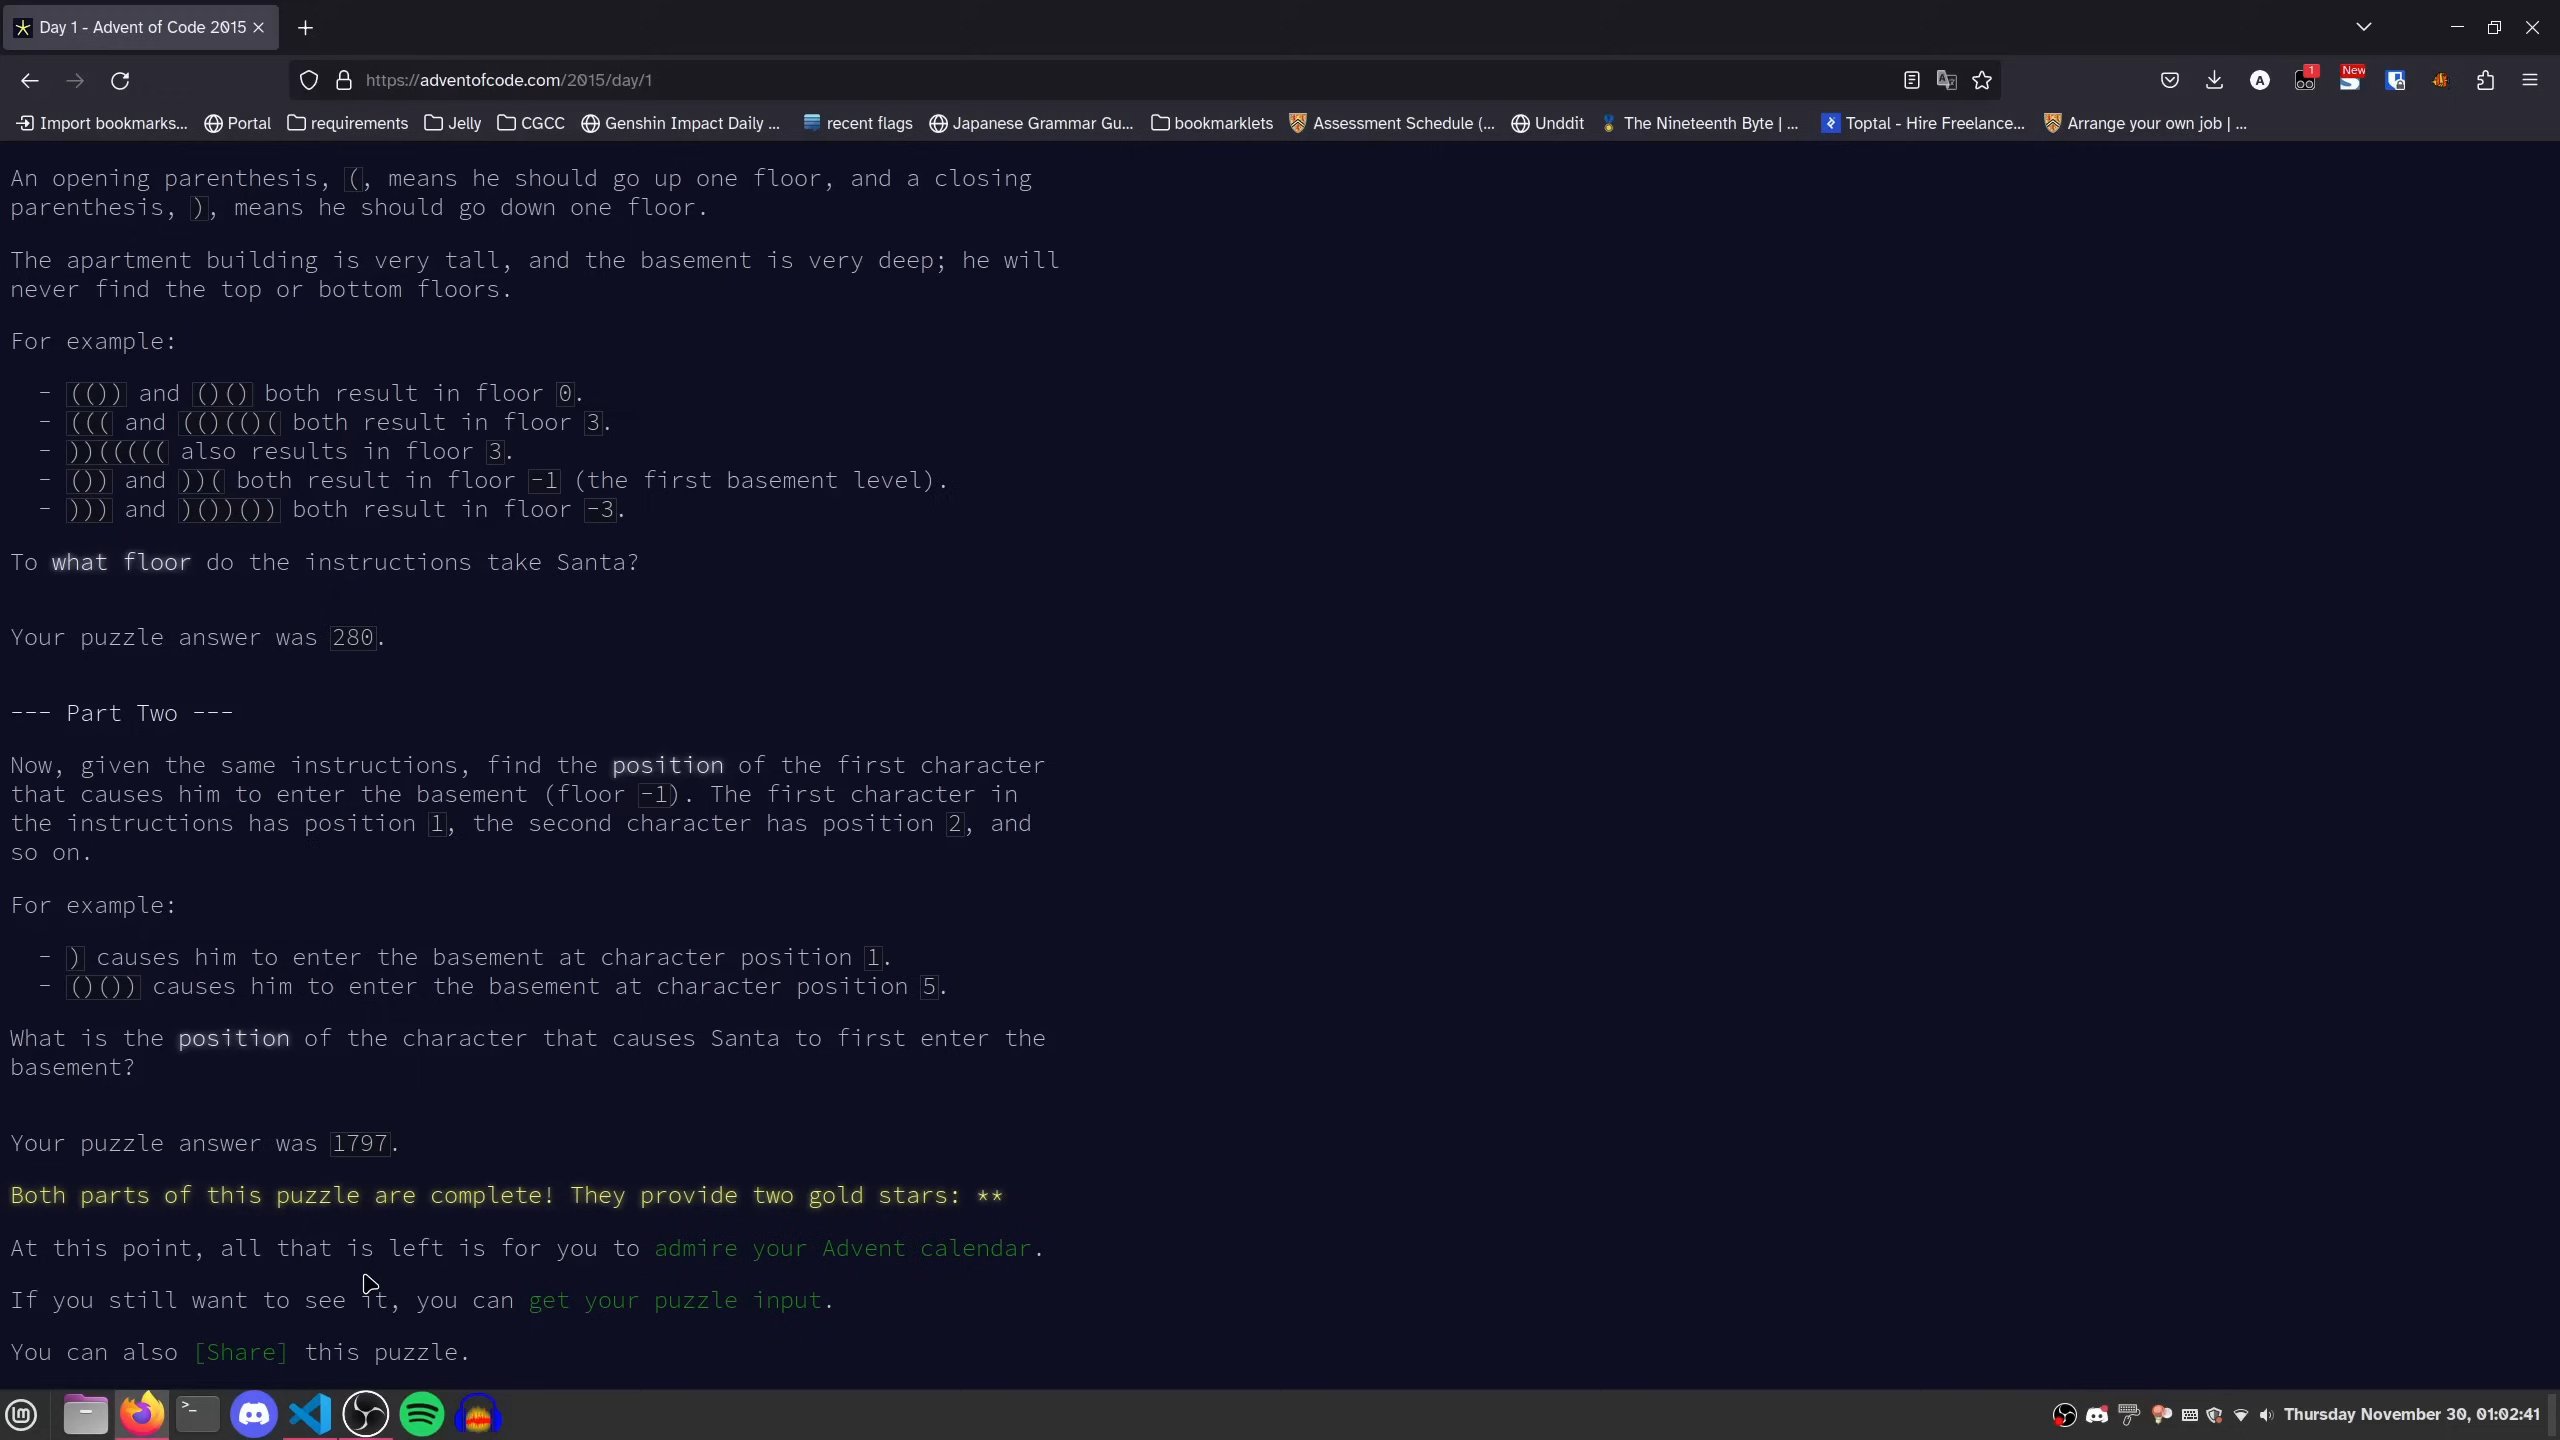 Day 1 - Advent of Code 2015
https://adventofcode.com/2015/day/1
1
New
A
Import bookmarks...
Portal
requirements
Jelly
CGCC
Genshin Impact Daily ...
recent flags
Japanese Grammar Gu...
bookmarklets
Assessment Schedule (...
Unddit
The Nineteenth Byte | ...
Toptal - Hire Freelance...
Arrange your own job | ...
An opening parenthesis, (, means he should go up one floor, and a closing
parenthesis, ), means he should go down one floor.
The apartment building is very tall, and the basement is very deep; he will
never find the top or bottom floors.
For example:
- (()) and ()() both result in floor 0.
- ((( and (()(()( both result in floor 3.
- ))((((( also results in floor 3.
- ()) and ))( both result in floor -1 (the first basement level).
- ))) and )())()) both result in floor -3.
To what floor do the instructions take Santa?
Your puzzle answer was 280.
--- Part Two ---
Now, given the same instructions, find the position of the first character
that causes him to enter the basement (floor -1). The first character in
the instructions has position 1, the second character has position 2, and
so on.
For example:
- ) causes him to enter the basement at character position 1.
- ()()) causes him to enter the basement at character position 5.
What is the position of the character that causes Santa to first enter the
basement?
Your puzzle answer was 1797.
Both parts of this puzzle are complete! They provide two gold stars: **
At this point, all that is left is for you to admire your Advent calendar.
If you still want to see it, you can get your puzzle input.
You can also [Share] this puzzle.
Thursday November 30, 01:02:41